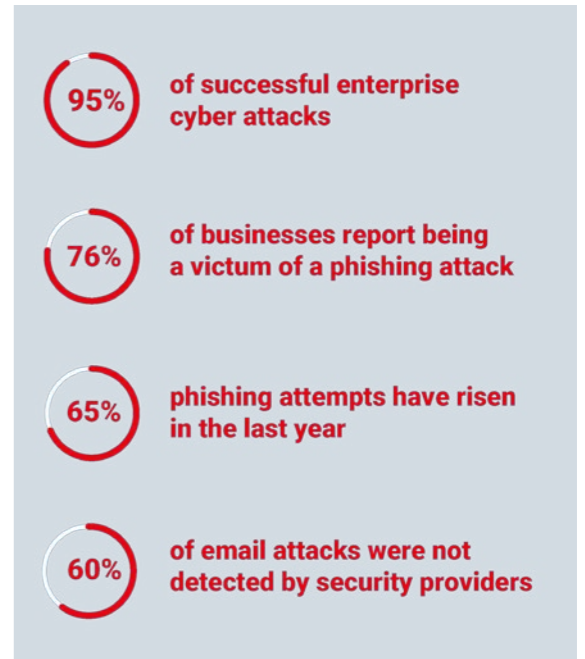 95%
of successful enterprise
cyber attacks
76%
of businesses report being
a victum of a phishing attack
65%
phishing attempts have risen
in the last year
60%
of email attacks were not
detected by security providers